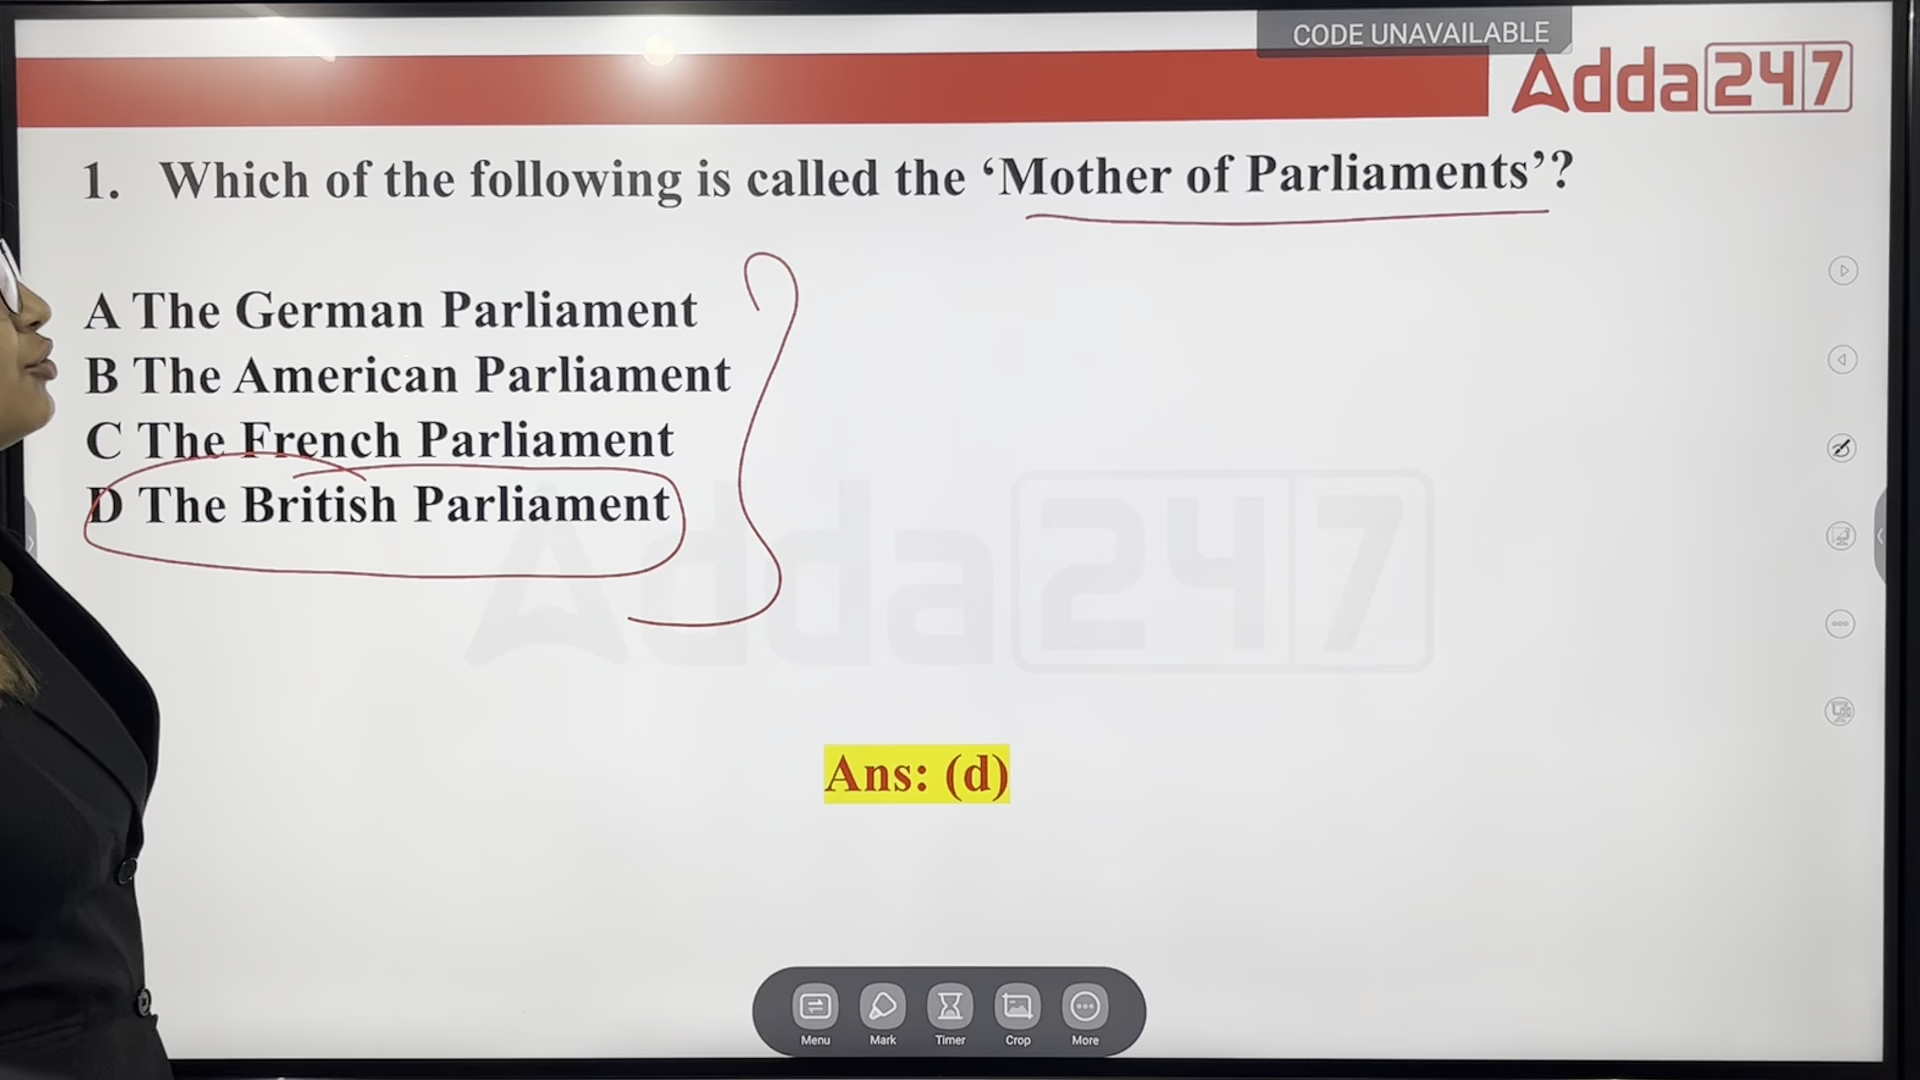 CODE UNAVAILABLE
Adda247
1. Which of the following is called the ‘Mother of Parliaments’?
A The German Parliament
B The American Parliament
C The French Parliament
D The British Parliament
Adda247
Ans: (d)
Menu Mark Timer Crop More